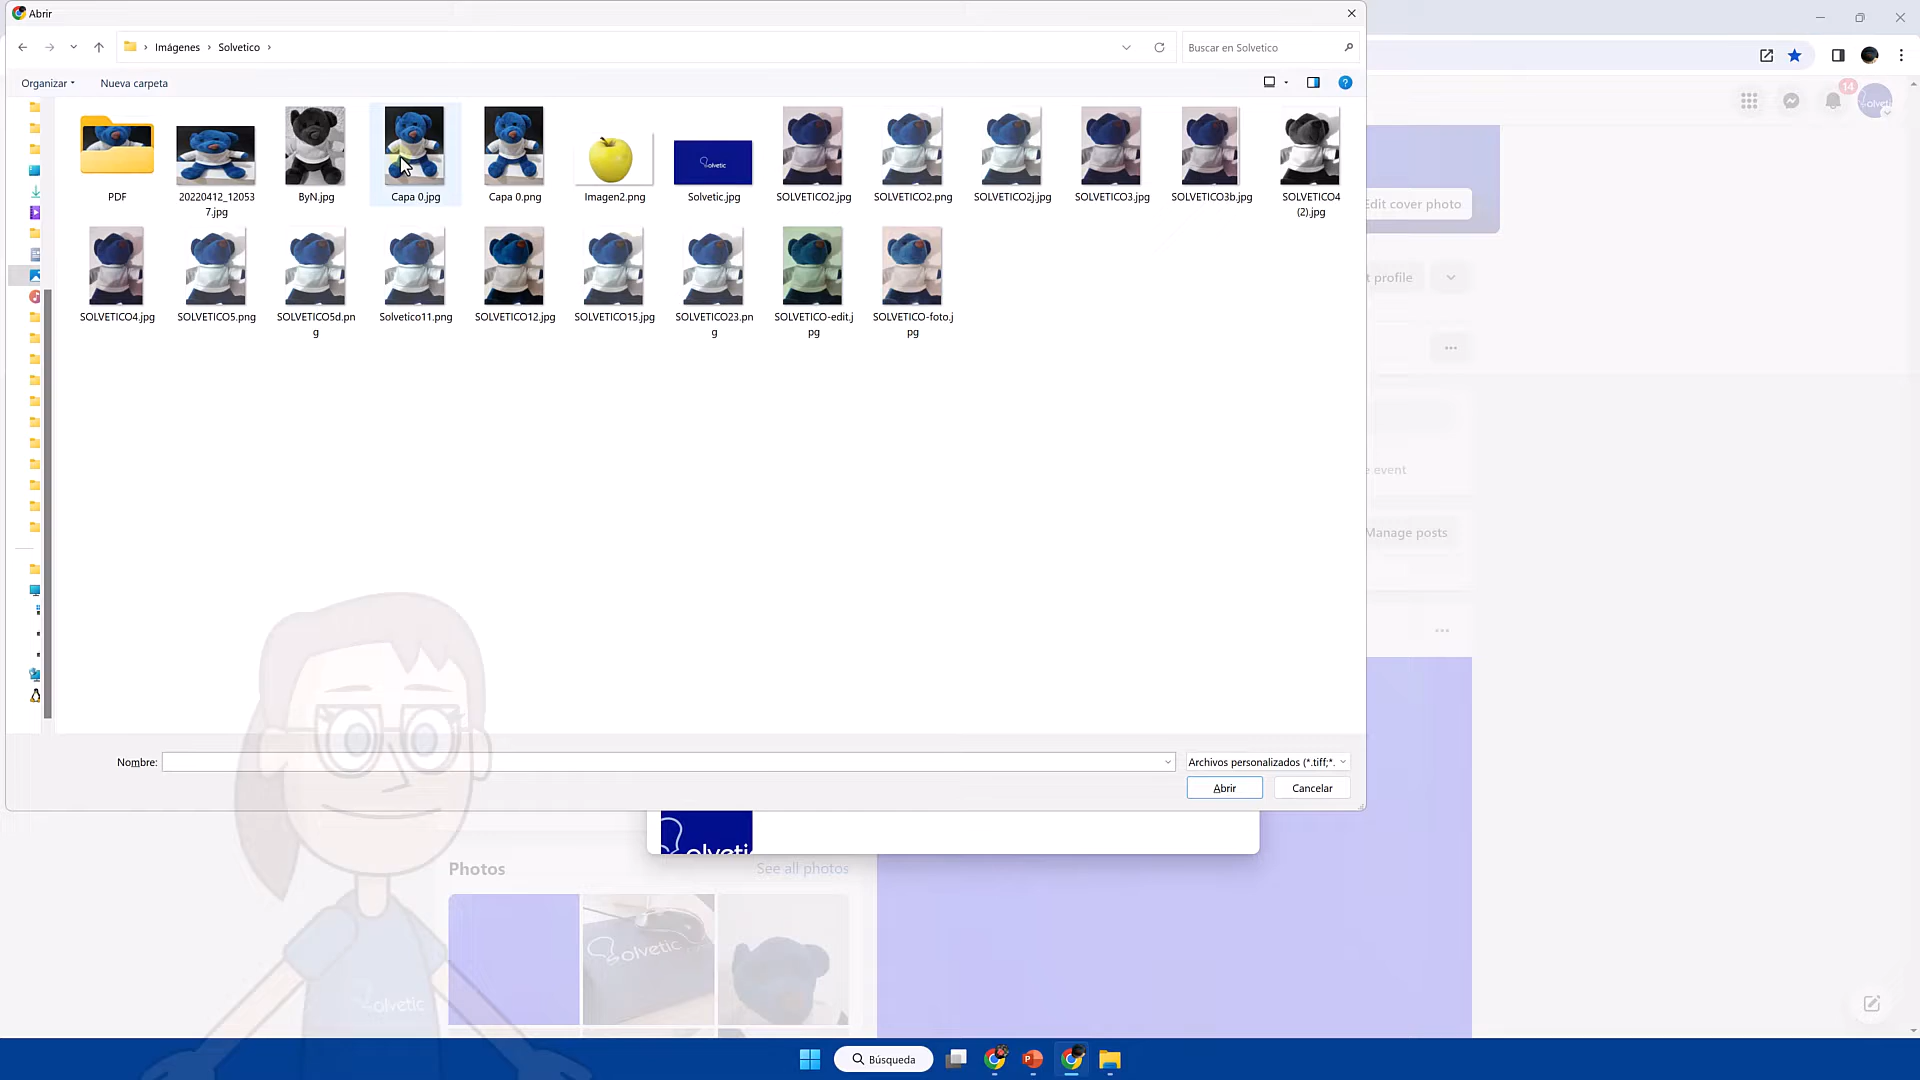 Abrir
Imágenes
Solvetico
Buscar en Solvetico
Organizar
Nueva carpeta
14
PDF
20220412_12053
7.jpg
ByN.jpg
Capa 0.jpg
Capa 0.png
Imagen2.png
Solvetic.jpg
SOLVETICO2.jpg
SOLVETICO2.png
SOLVETICO2j.jpg
SOLVETICO3.jpg
SOLVETICO3b.jpg
SOLVETICO4
(2).jpg
Edit cover photo
t profile
SOLVETICO4.jpg
SOLVETICO5.png
SOLVETICO5d.pn
g
Solvetico11.png
SOLVETICO12.jpg
SOLVETICO15.jpg
SOLVETICO23.pn
g
SOLVETICO-edit.j
pg
SOLVETICO-foto.j
pg
e event
Manage posts
Nombre:
Archivos personalizados (*.tiff;*.
Abrir
Cancelar
olvetic
Photos
See all photos
olvetic
olvetic
Búsqueda